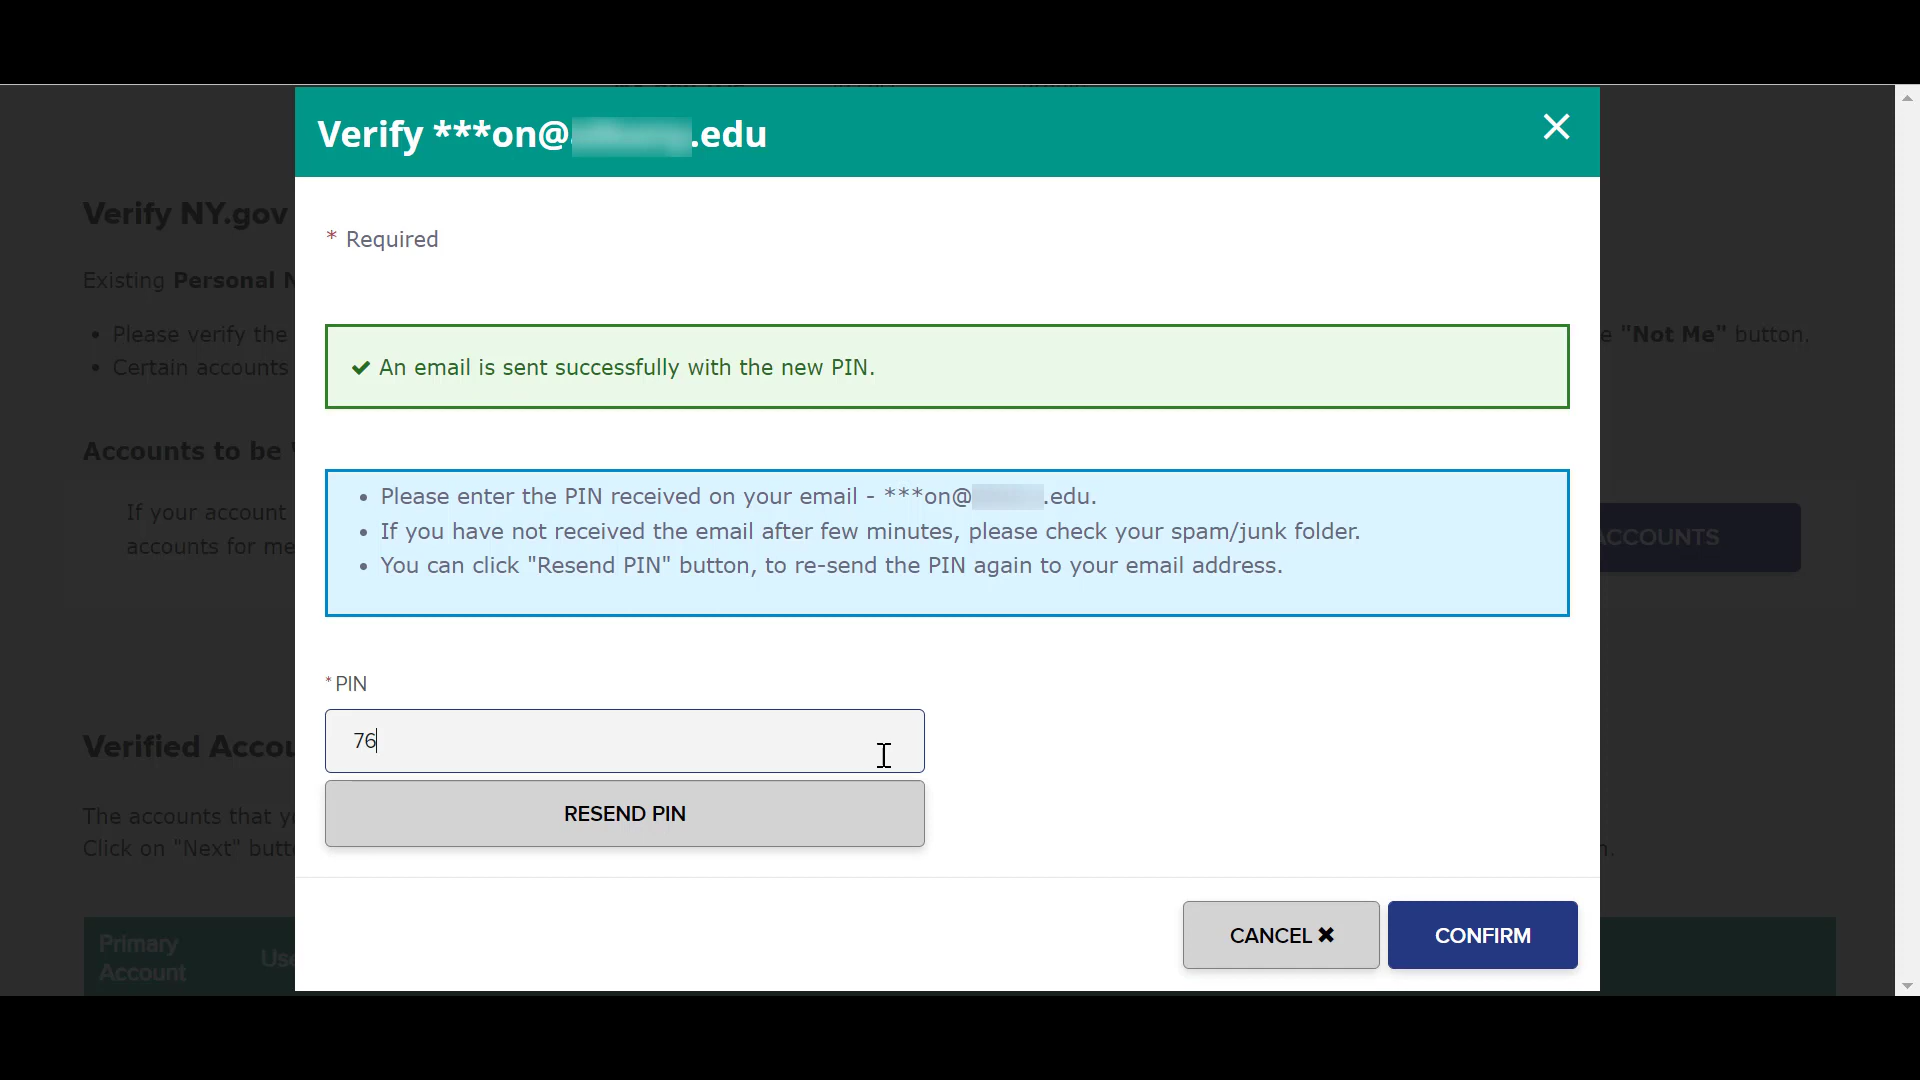 Verify ***on@.edu
Verify NY.gov
* Required
Existing Personal N
Please verify the
"Not Me" button.
Certain accounts
✔ An email is sent successfully with the new PIN.
Accounts to be
Please enter the PIN received on your email - ***on@.edu.
If you have not received the email after few minutes, please check your spam/junk folder.
You can click "Resend PIN" button, to re-send the PIN again to your email address.
If your account
accounts for me
ACCOUNTS
* PIN
76
RESEND PIN
Verified Accou
The accounts that y
Click on "Next" butt
CANCEL ✖
CONFIRM
Primary
Account
Use